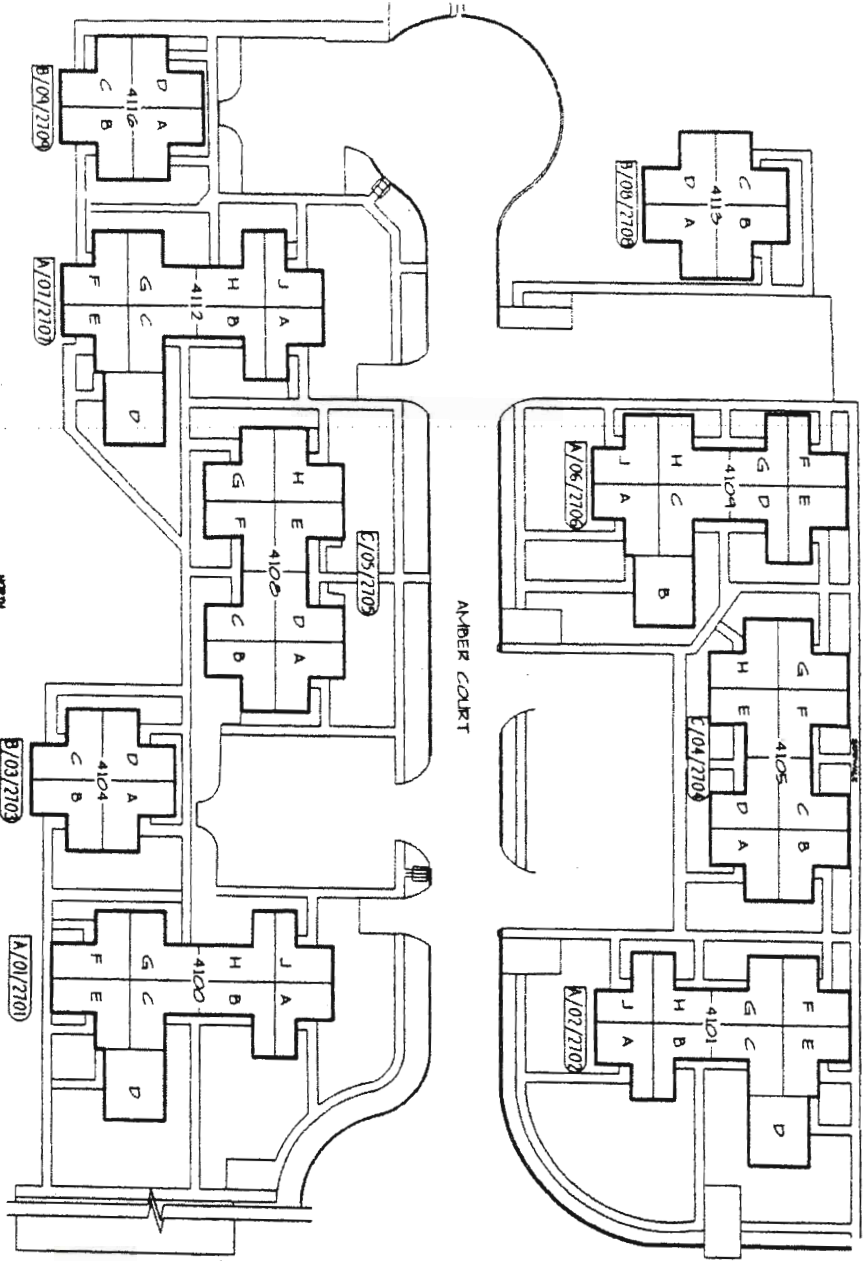 4116
D
A
C
B
B/09/2709
4113
C
B
D
A
B/08/2708
4112
J
A
H
B
G
C
F
E
D
A/07/2707
4109
F
E
G
D
H
C
J
A
B
A/06/2706
4108
H
E
G
F
D
A
C
B
C/05/2705
AMBER COURT
4105
G
F
H
E
C
B
D
A
C/04/2704
4104
D
A
C
B
B/03/2703
4100
J
A
H
B
G
C
F
E
D
A/01/2701
4101
F
E
G
C
H
B
J
A
D
A/02/2702